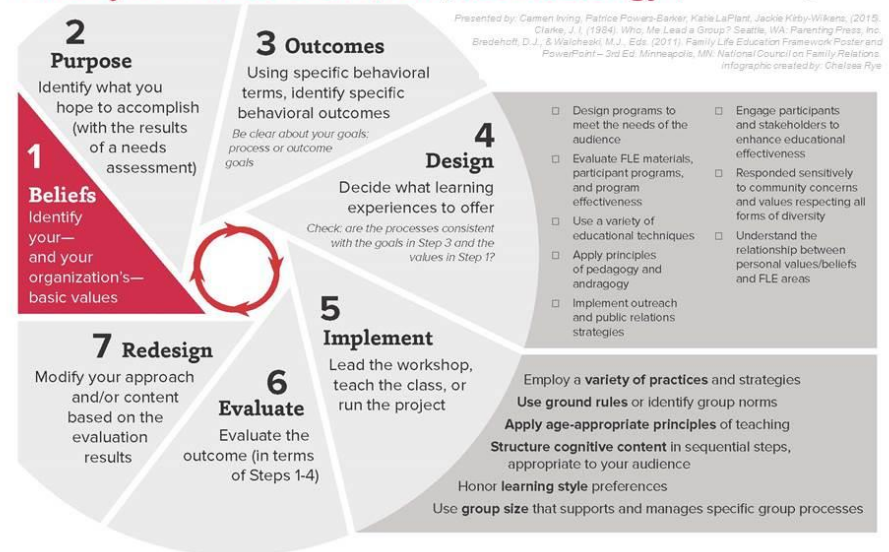 Presented by: Carmen Irving, Patrice Powers-Barker, Katie LaPlant, Jackie Kirby-Wilkens, (2015).
Clarke, J. I. (1984). Who, Me Lead a Group? Seattle, WA: Parenting Press, Inc.
Bredehoft, D. J., & Walcheski, M.J., Eds. (2011). Family Life Education Framework Poster and
PowerPoint – 3rd Ed. Minneapolis, MN: National Council on Family Relations.
Infographic created by: Chelsea Rye
1
Beliefs
Identify
your—
and your
organization's—
basic values
2
Purpose
Identify what you
hope to accomplish
(with the results
of a needs
assessment)
3 Outcomes
Using specific behavioral
terms, identify specific
behavioral outcomes
Be clear about your goals:
process or outcome
goals
4
Design
Decide what learning
experiences to offer
Check: are the processes consistent
with the goals in Step 3 and the
values in Step 1?
☐ Design programs to
meet the needs of the
audience
☐ Evaluate FLE materials,
participant programs,
and program
effectiveness
☐ Use a variety of
educational techniques
☐ Apply principles
of pedagogy and
andragogy
☐ Implement outreach
and public relations
strategies
☐ Engage participants
and stakeholders to
enhance educational
effectiveness
☐ Responded sensitively
to community concerns
and values respecting all
forms of diversity
☐ Understand the
relationship between
personal values/beliefs
and FLE areas
5
Implement
Lead the workshop,
teach the class, or
run the project
Employ a variety of practices and strategies
Use ground rules or identify group norms
Apply age-appropriate principles of teaching
Structure cognitive content in sequential steps,
appropriate to your audience
Honor learning style preferences
Use group size that supports and manages specific group processes
6
Evaluate
Evaluate the
outcome (in terms
of Steps 1-4)
7 Redesign
Modify your approach
and/or content
based on the
evaluation
results